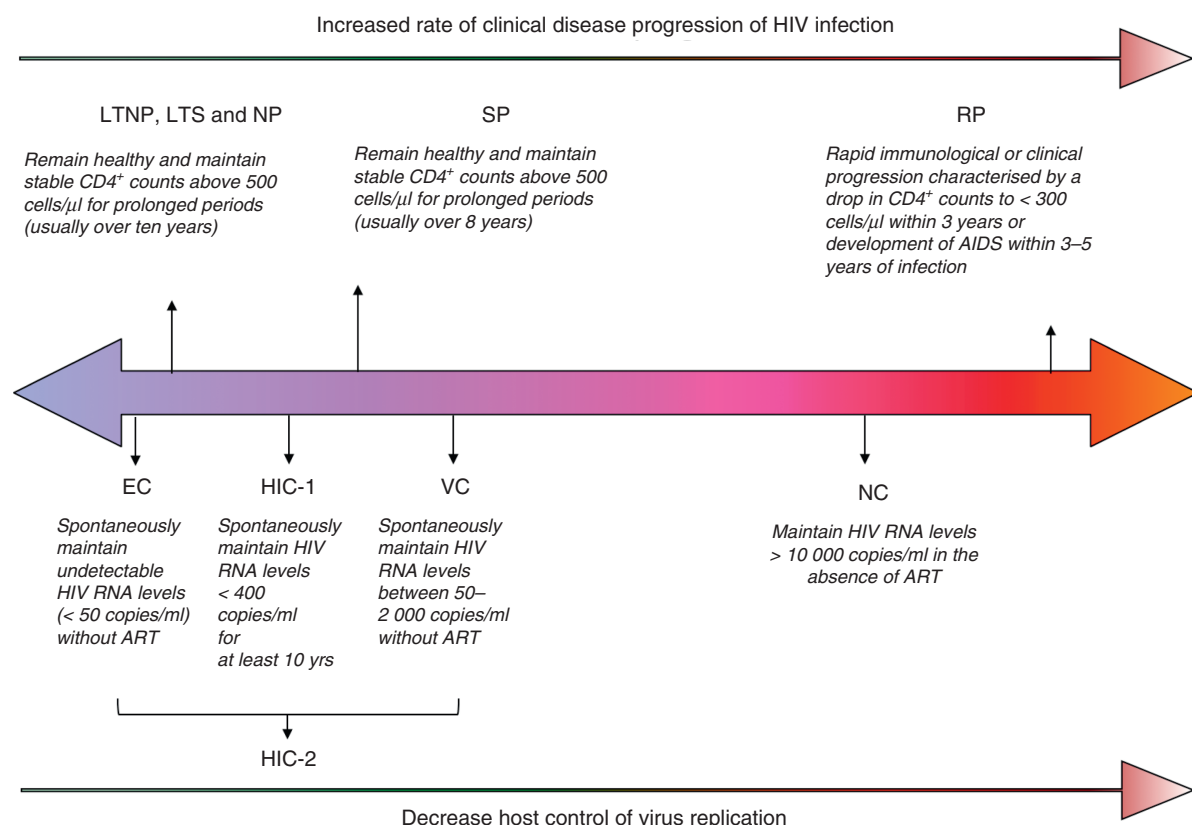 Increased rate of clinical disease progression of HIV infection
LTNP, LTS and NP
Remain healthy and maintain
stable CD4⁺ counts above 500
cells/μl for prolonged periods
(usually over ten years)
SP
Remain healthy and maintain
stable CD4⁺ counts above 500
cells/μl for prolonged periods
(usually over 8 years)
RP
Rapid immunological or clinical
progression characterised by a
drop in CD4⁺ counts to < 300
cells/μl within 3 years or
development of AIDS within 3–5
years of infection
EC
Spontaneously
maintain
undetectable
HIV RNA levels
(< 50 copies/ml)
without ART
HIC-1
Spontaneously
maintain HIV
RNA levels
< 400
copies/ml
for
at least 10 yrs
VC
Spontaneously
maintain HIV
RNA levels
between 50–
2 000 copies/ml
without ART
NC
Maintain HIV RNA levels
> 10 000 copies/ml in the
absence of ART
HIC-2
Decrease host control of virus replication